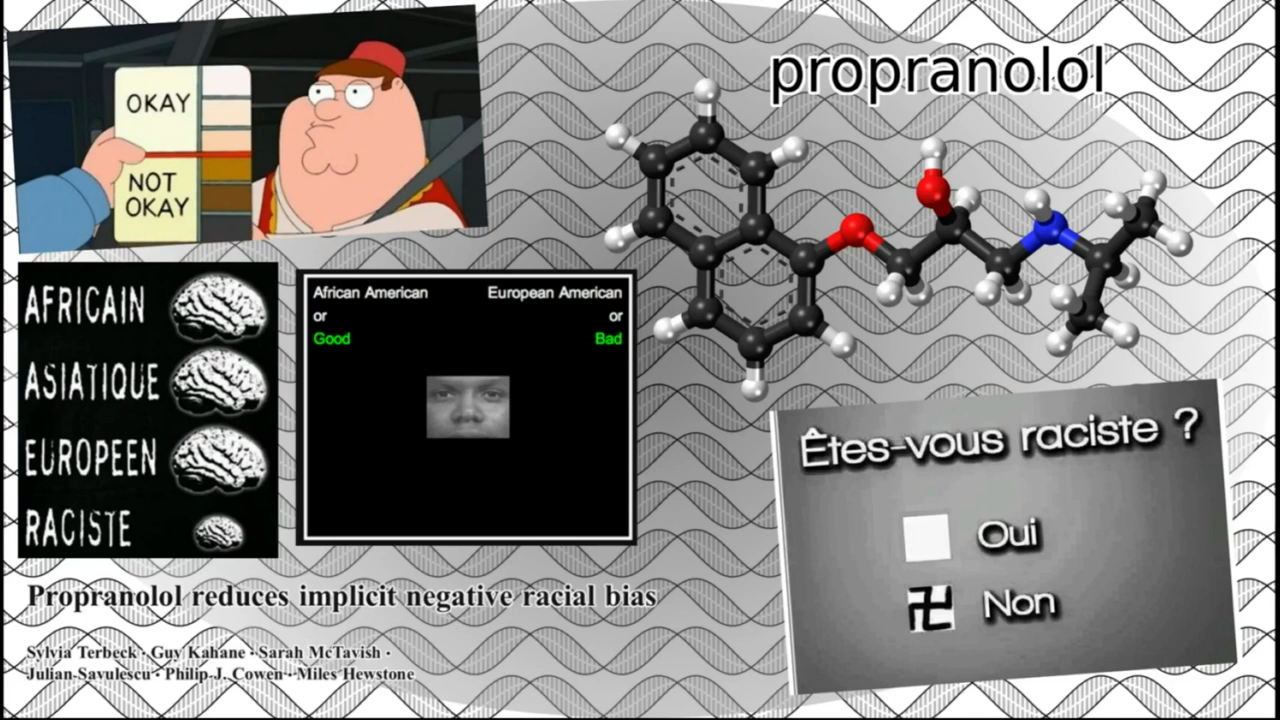 OKAY
NOT
OKAY
propranolol
AFRICAIN
ASIATIQUE
EUROPEEN
RACISTE
African American
or
Good
European American
or
Bad
Êtes-vous raciste ?
Oui
Non
Propranolol reduces implicit negative racial bias
Sylvia Terbeck · Guy Kahane · Sarah McTavish ·
Julian Savulescu · Philip J. Cowen · Miles Hewstone